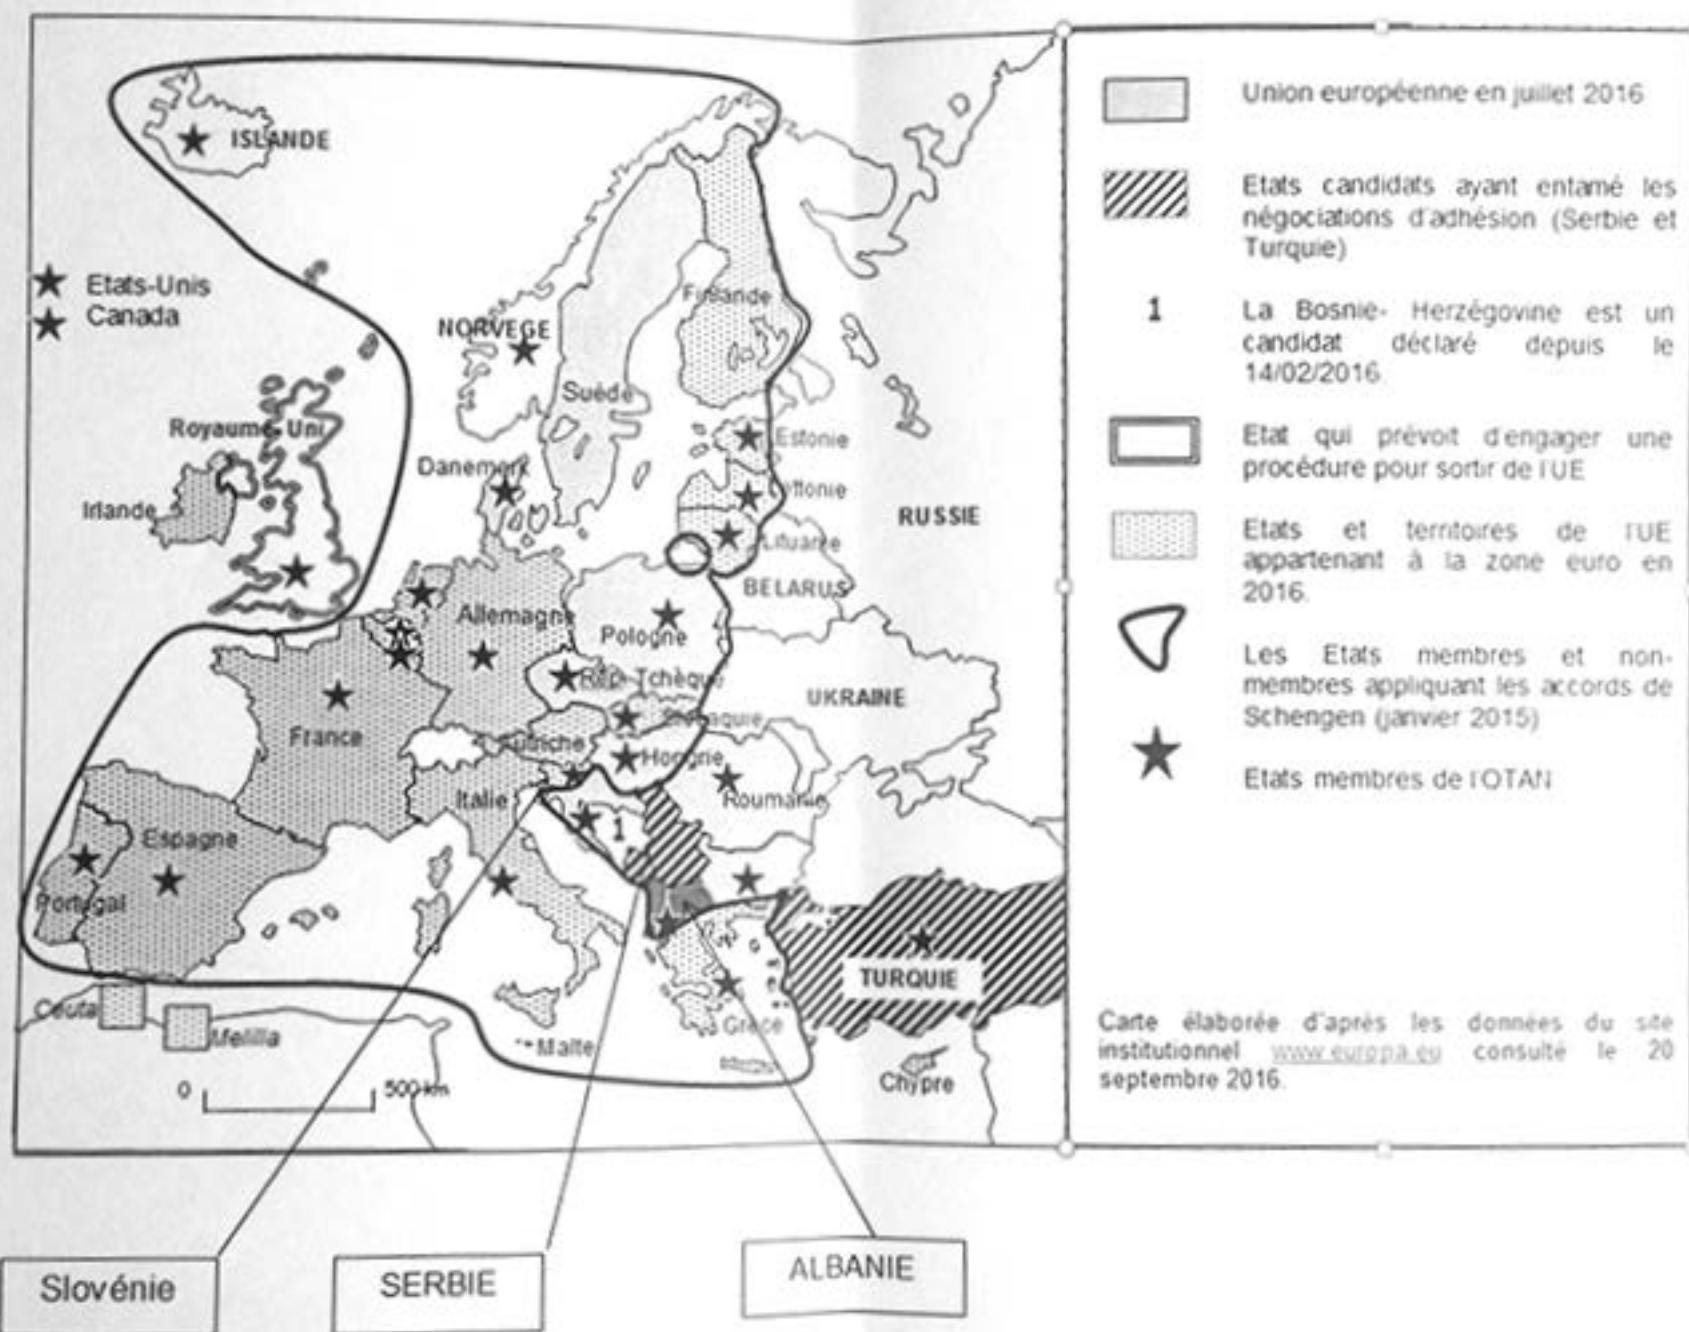 ISLANDE
Etats-Unis
Canada
NORVEGE
Finlande
Suède
Royaume-Uni
Estonie
Danemark
Lettonie
Irlande
RUSSIE
Lituanie
BELARUS
Allemagne
Pologne
Rép. Tchèque
UKRAINE
Slovaquie
France
Autriche
Hongrie
Italie
Roumanie
1
Espagne
Portugal
TURQUIE
Ceuta
Melilla
Malte
Grèce
Chypre
0 500 km
Slovénie
SERBIE
ALBANIE
Union européenne en juillet 2016
Etats candidats ayant entamé les
négociations d'adhésion (Serbie et
Turquie)
1
La Bosnie- Herzégovine est un
candidat déclaré depuis le
14/02/2016.
Etat qui prévoit d'engager une
procédure pour sortir de l'UE
Etats et territoires de l'UE
appartenant à la zone euro en
2016.
Les Etats membres et non-
membres appliquant les accords de
Schengen (janvier 2015)
Etats membres de l'OTAN
Carte élaborée d'après les données du site
institutionnel www.europa.eu consulté le 20
septembre 2016.